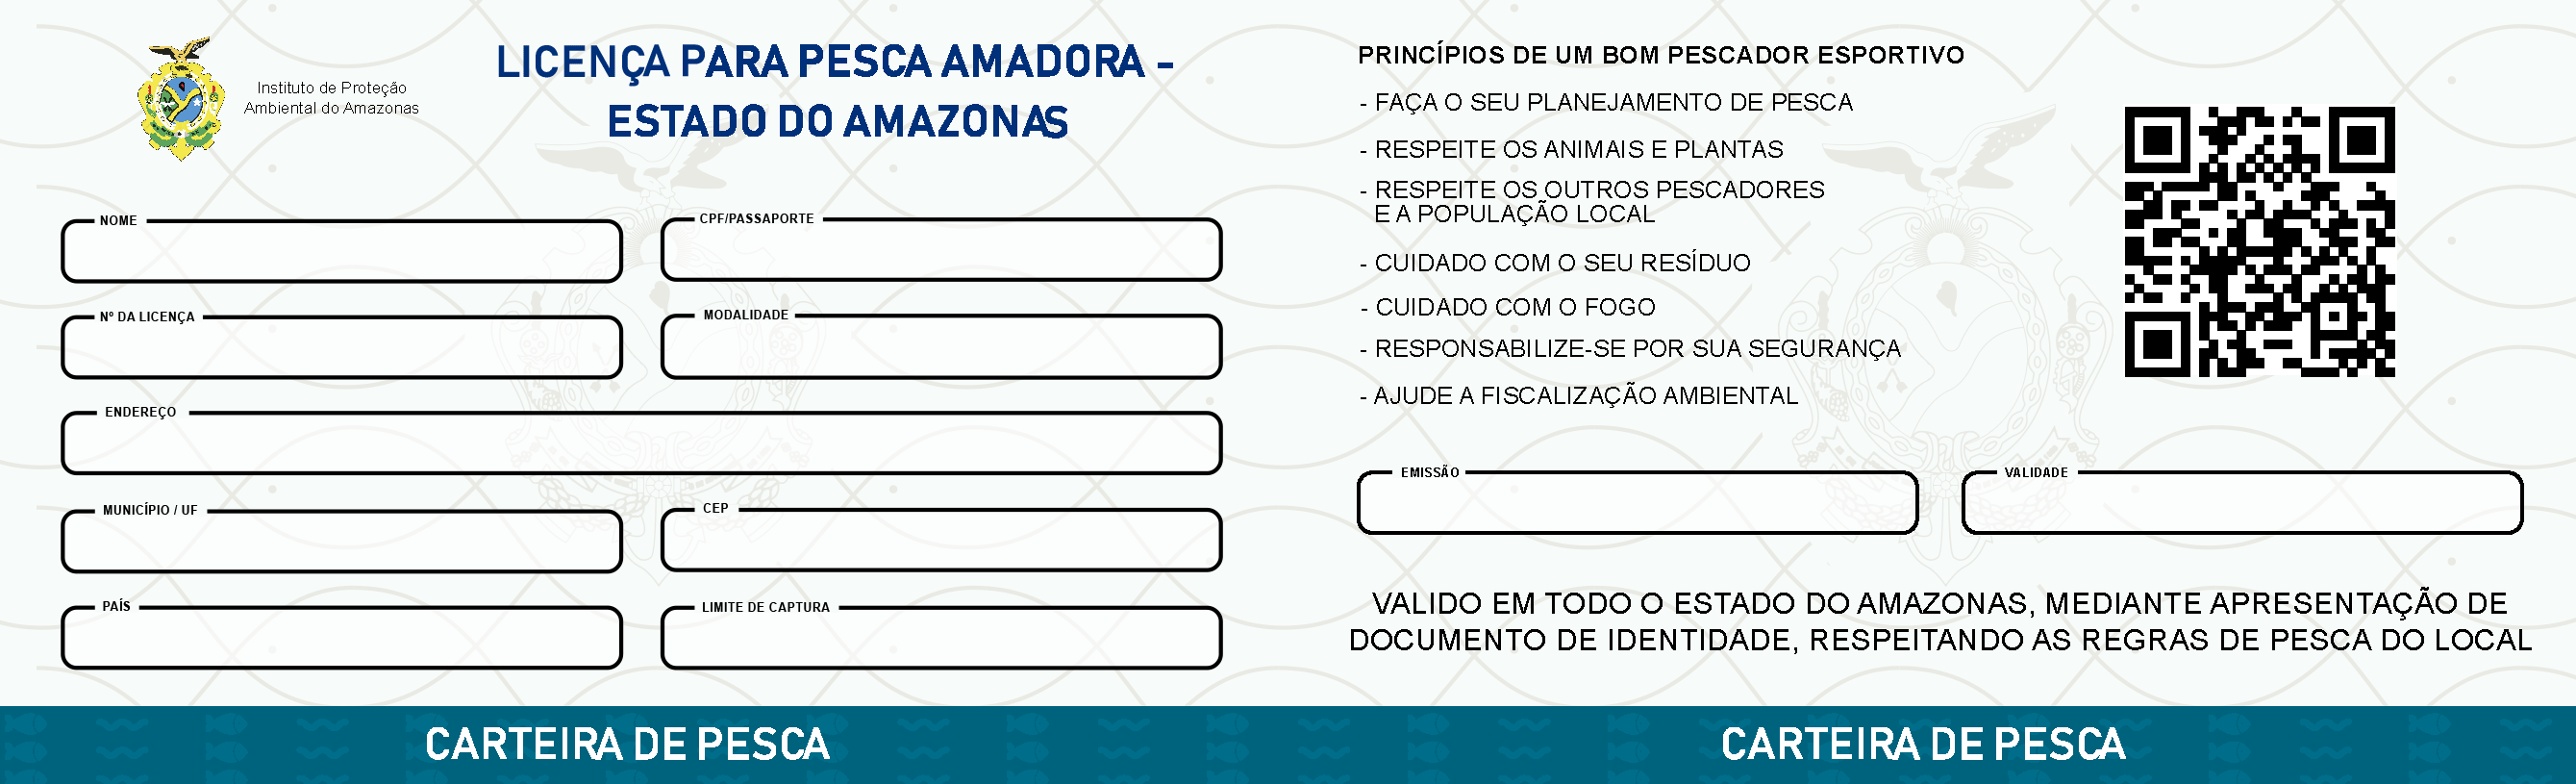 Instituto de Proteção
Ambiental do Amazonas
LICENÇA PARA PESCA AMADORA -
ESTADO DO AMAZONAS
NOME
CPF/PASSAPORTE
Nº DA LICENÇA
MODALIDADE
ENDEREÇO
MUNICÍPIO / UF
CEP
PAÍS
LIMITE DE CAPTURA
CARTEIRA DE PESCA
PRINCÍPIOS DE UM BOM PESCADOR ESPORTIVO
- FAÇA O SEU PLANEJAMENTO DE PESCA
- RESPEITE OS ANIMAIS E PLANTAS
- RESPEITE OS OUTROS PESCADORES
E A POPULAÇÃO LOCAL
- CUIDADO COM O SEU RESÍDUO
- CUIDADO COM O FOGO
- RESPONSABILIZE-SE POR SUA SEGURANÇA
- AJUDE A FISCALIZAÇÃO AMBIENTAL
EMISSÃO
VALIDADE
VALIDO EM TODO O ESTADO DO AMAZONAS, MEDIANTE APRESENTAÇÃO DE
DOCUMENTO DE IDENTIDADE, RESPEITANDO AS REGRAS DE PESCA DO LOCAL
CARTEIRA DE PESCA